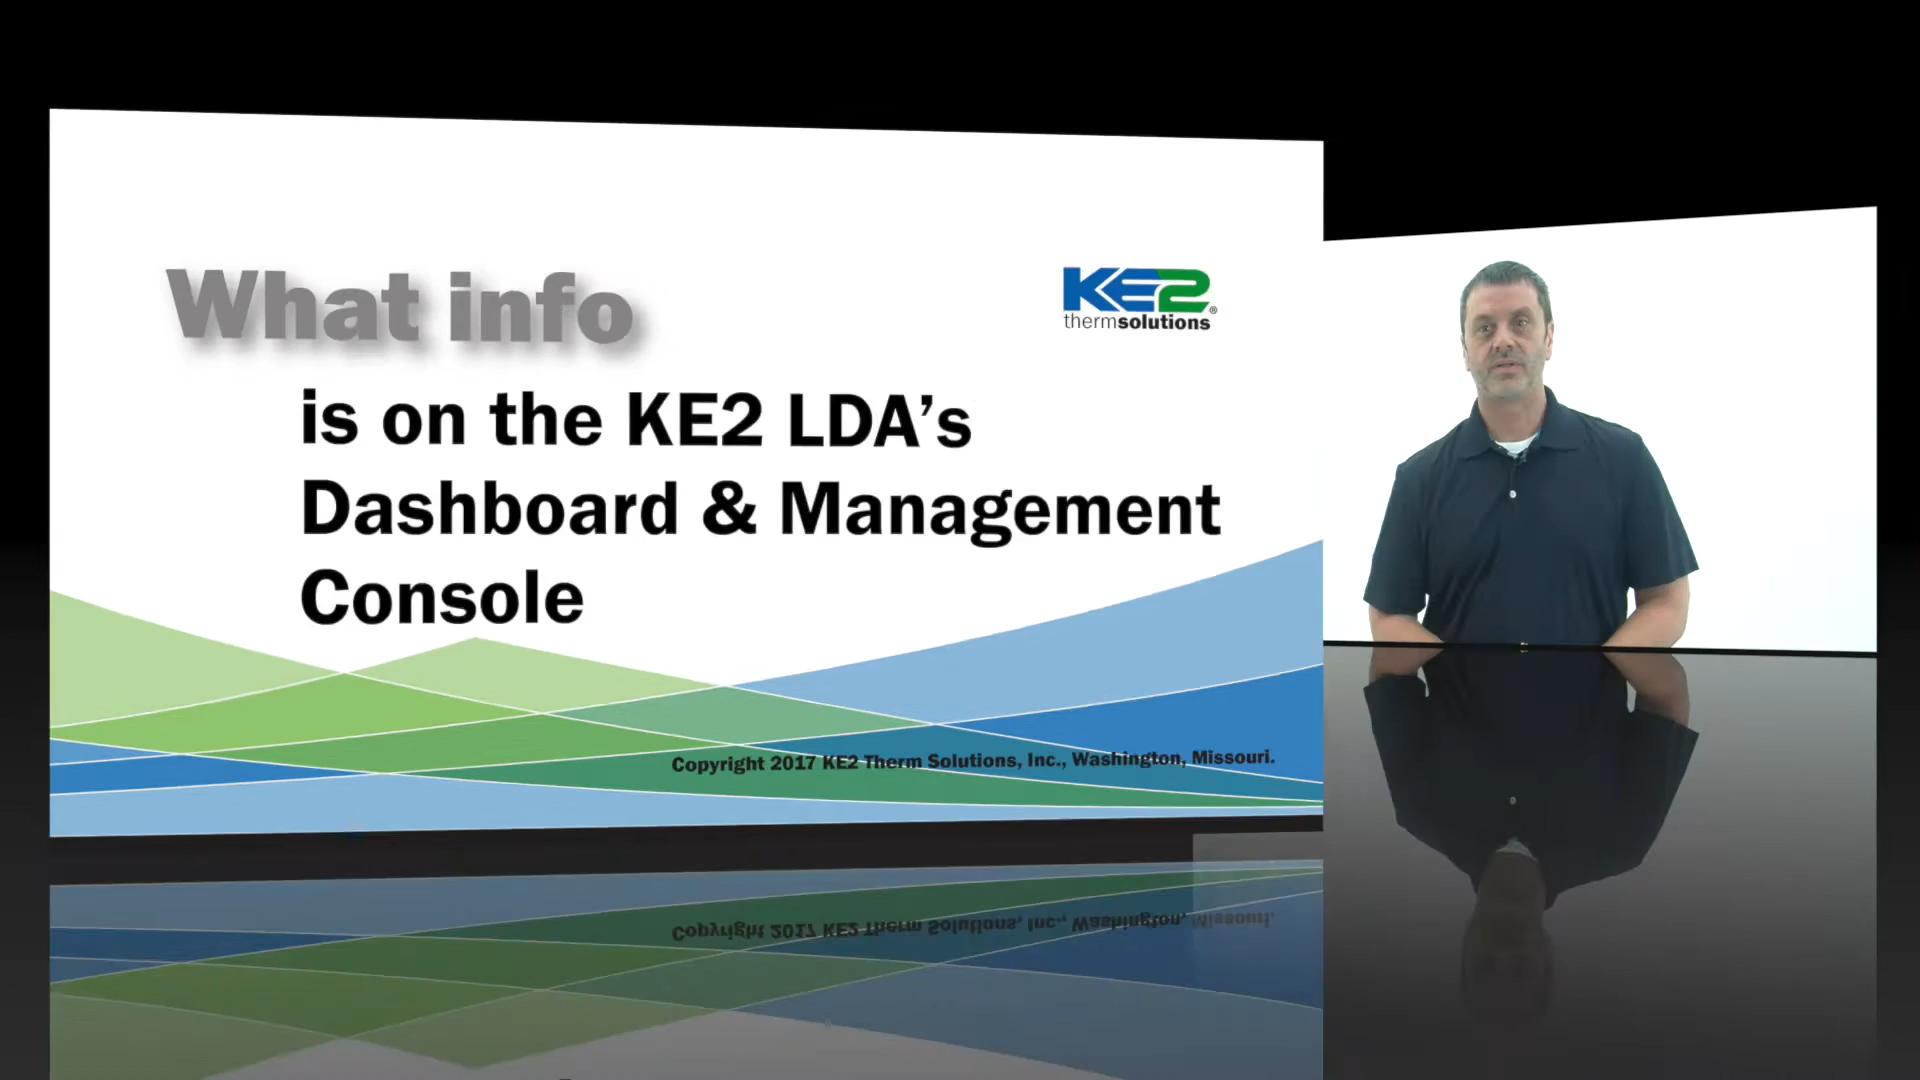 What info
KE2®
thermsolutions
is on the KE2 LDA’s
Dashboard & Management
Console
Copyright 2017 KE2 Therm Solutions, Inc., Washington, Missouri.